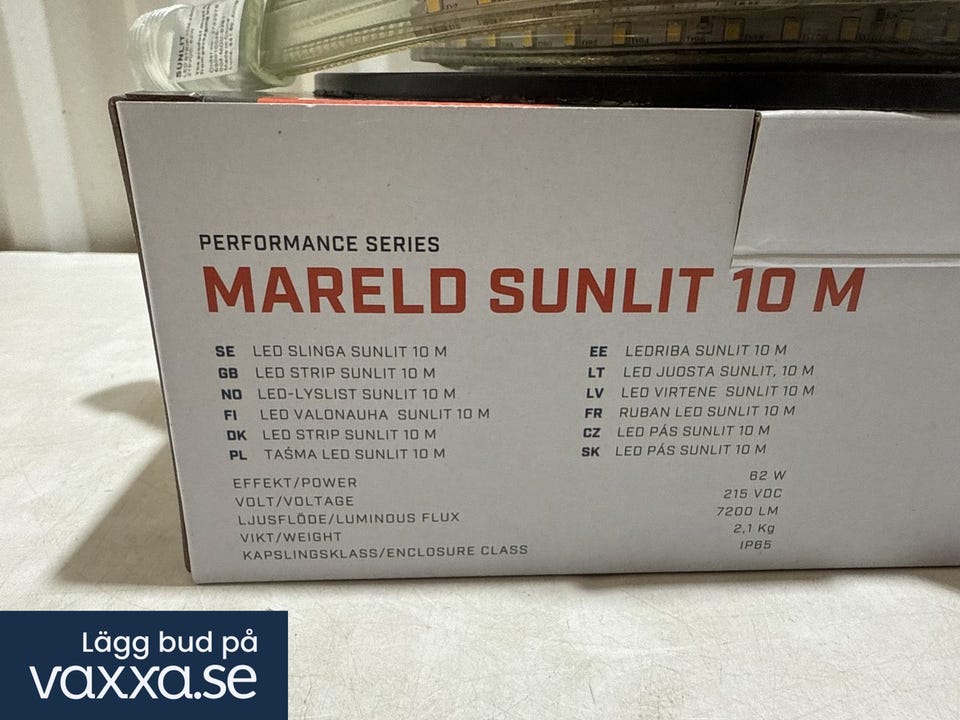 SUNLIT
PERFORMANCE SERIES
MARELD SUNLIT 10 M
SE LED SLINGA SUNLIT 10 M
GB LED STRIP SUNLIT 10 M
NO LED-LYSLIST SUNLIT 10 M
FI LED VALONAUHA SUNLIT 10 M
DK LED STRIP SUNLIT 10 M
PL TAŚMA LED SUNLIT 10 M
EE LEDRIBA SUNLIT 10 M
LT LED JUOSTA SUNLIT, 10 M
LV LED VIRTENE SUNLIT 10 M
FR RUBAN LED SUNLIT 10 M
CZ LED PÁS SUNLIT 10 M
SK LED PÁS SUNLIT 10 M
EFFEKT/POWER 62 W
VOLT/VOLTAGE 215 VDC
LJUSFLÖDE/LUMINOUS FLUX 7200 LM
VIKT/WEIGHT 2,1 Kg
KAPSLINGSKLASS/ENCLOSURE CLASS IP65
Lägg bud på
vaxxa.se